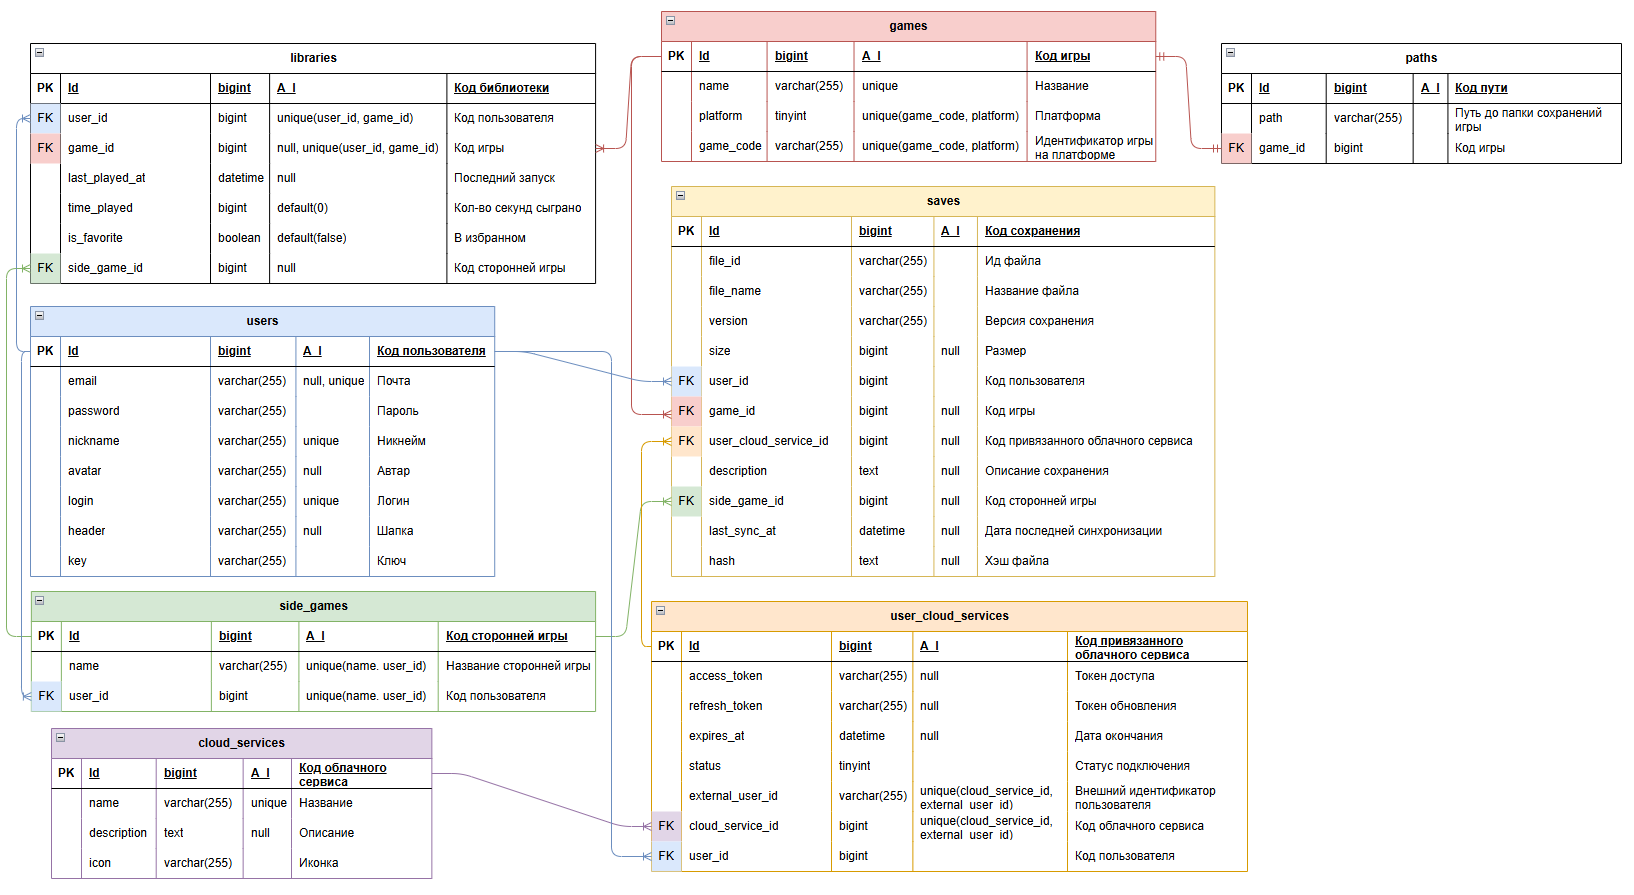 libraries
PK Id bigint A_I Код библиотеки
FK user_id bigint unique(user_id, game_id) Код пользователя
FK game_id bigint null, unique(user_id, game_id) Код игры
last_played_at datetime null Последний запуск
time_played bigint default(0) Кол-во секунд сыграно
is_favorite boolean default(false) В избранном
FK side_game_id bigint null Код сторонней игры
games
PK Id bigint A_I Код игры
name varchar(255) unique Название
platform tinyint unique(game_code, platform) Платформа
game_code varchar(255) unique(game_code, platform) Идентификатор игры
на платформе
paths
PK Id bigint A_I Код пути
path varchar(255) Путь до папки сохранений
игры
FK game_id bigint Код игры
saves
PK Id bigint A_I Код сохранения
file_id varchar(255) Ид файла
file_name varchar(255) Название файла
version varchar(255) Версия сохранения
size bigint null Размер
FK user_id bigint Код пользователя
FK game_id bigint null Код игры
FK user_cloud_service_id bigint null Код привязанного облачного сервиса
description text null Описание сохранения
FK side_game_id bigint null Код сторонней игры
last_sync_at datetime null Дата последней синхронизации
hash text null Хэш файла
users
PK Id bigint A_I Код пользователя
email varchar(255) null, unique Почта
password varchar(255) Пароль
nickname varchar(255) unique Никнейм
avatar varchar(255) null Автар
login varchar(255) unique Логин
header varchar(255) null Шапка
key varchar(255) Ключ
side_games
PK Id bigint A_I Код сторонней игры
name varchar(255) unique(name. user_id) Название сторонней игры
FK user_id bigint unique(name. user_id) Код пользователя
user_cloud_services
PK Id bigint A_I Код привязанного
облачного сервиса
access_token varchar(255) null Токен доступа
refresh_token varchar(255) null Токен обновления
expires_at datetime null Дата окончания
status tinyint Статус подключения
external_user_id varchar(255) unique(cloud_service_id, Внешний идентификатор
external_user_id) пользователя
FK cloud_service_id bigint unique(cloud_service_id, Код облачного сервиса
external_user_id)
FK user_id bigint Код пользователя
cloud_services
PK Id bigint A_I Код облачного
сервиса
name varchar(255) unique Название
description text null Описание
icon varchar(255) Иконка